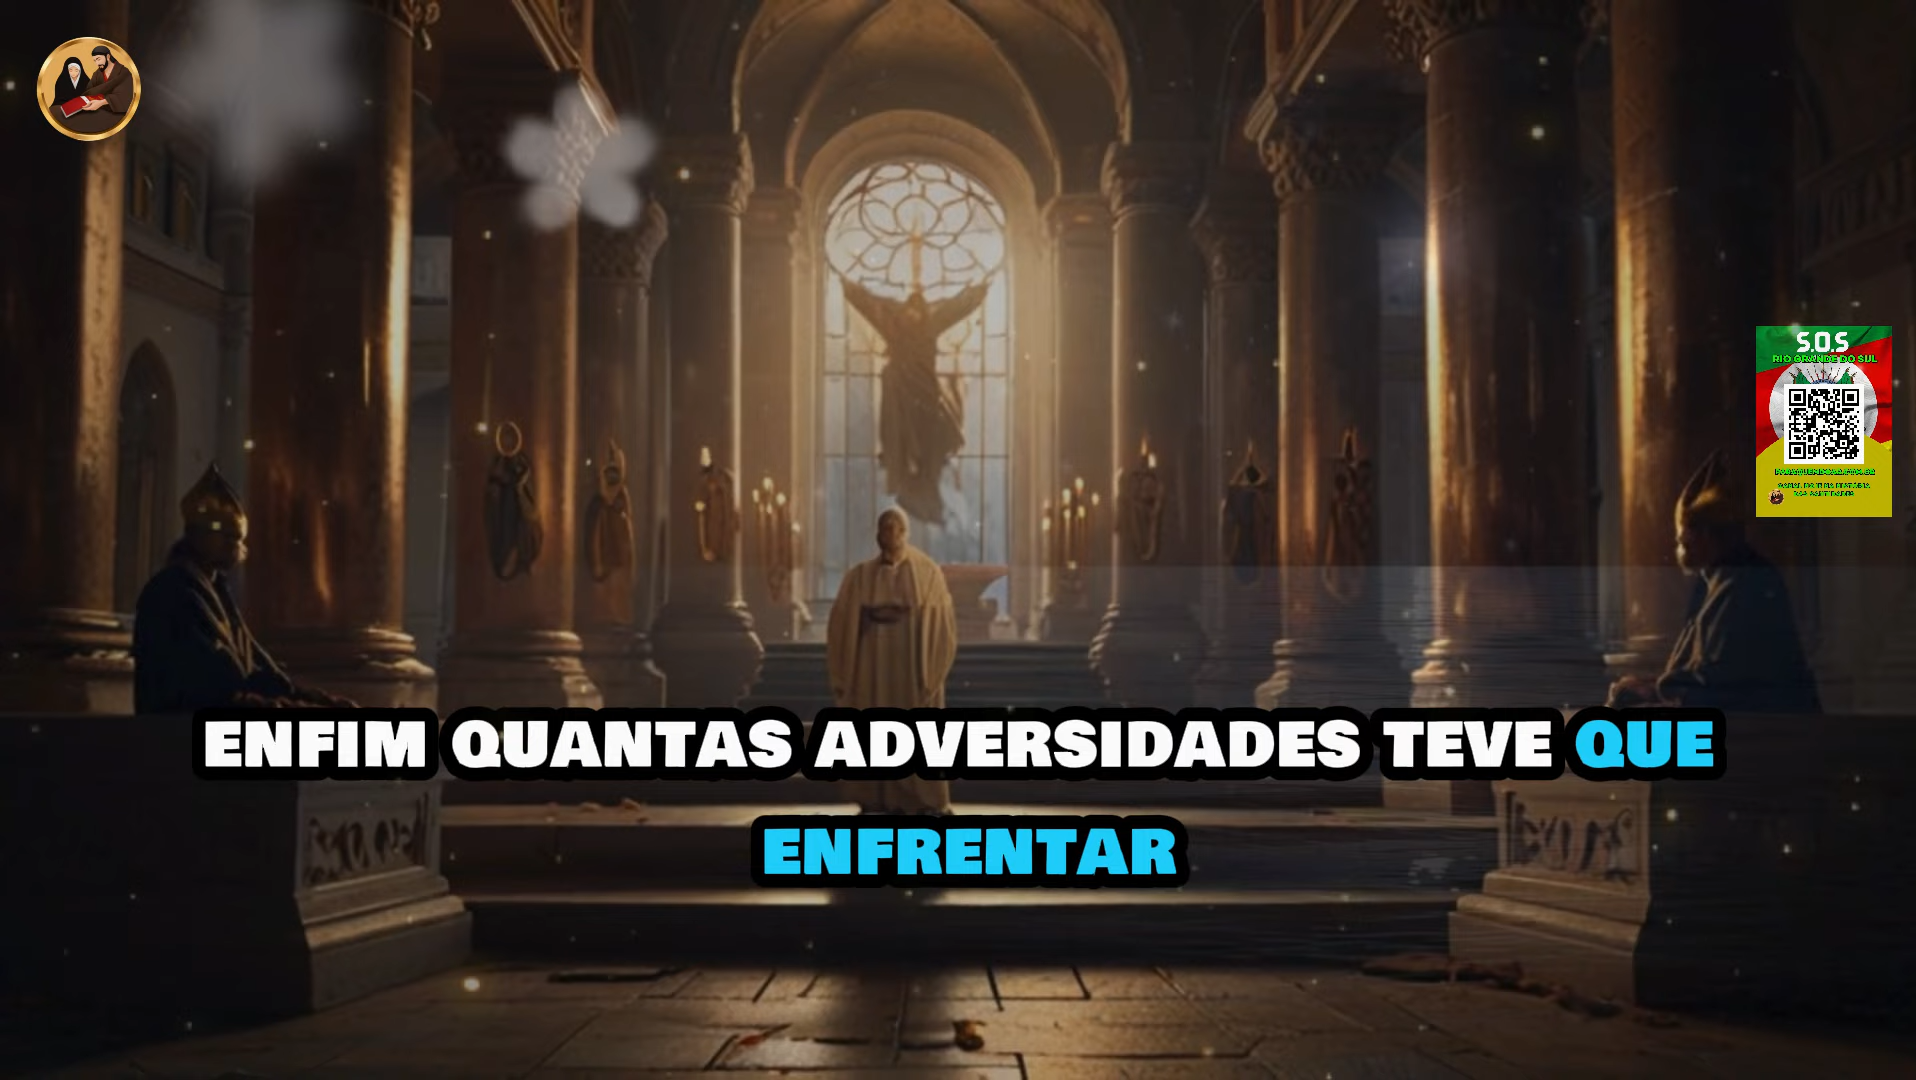 S.O.S
RIO GRANDE DO SUL
ENFIM QUANTAS ADVERSIDADES TEVE QUE
ENFRENTAR